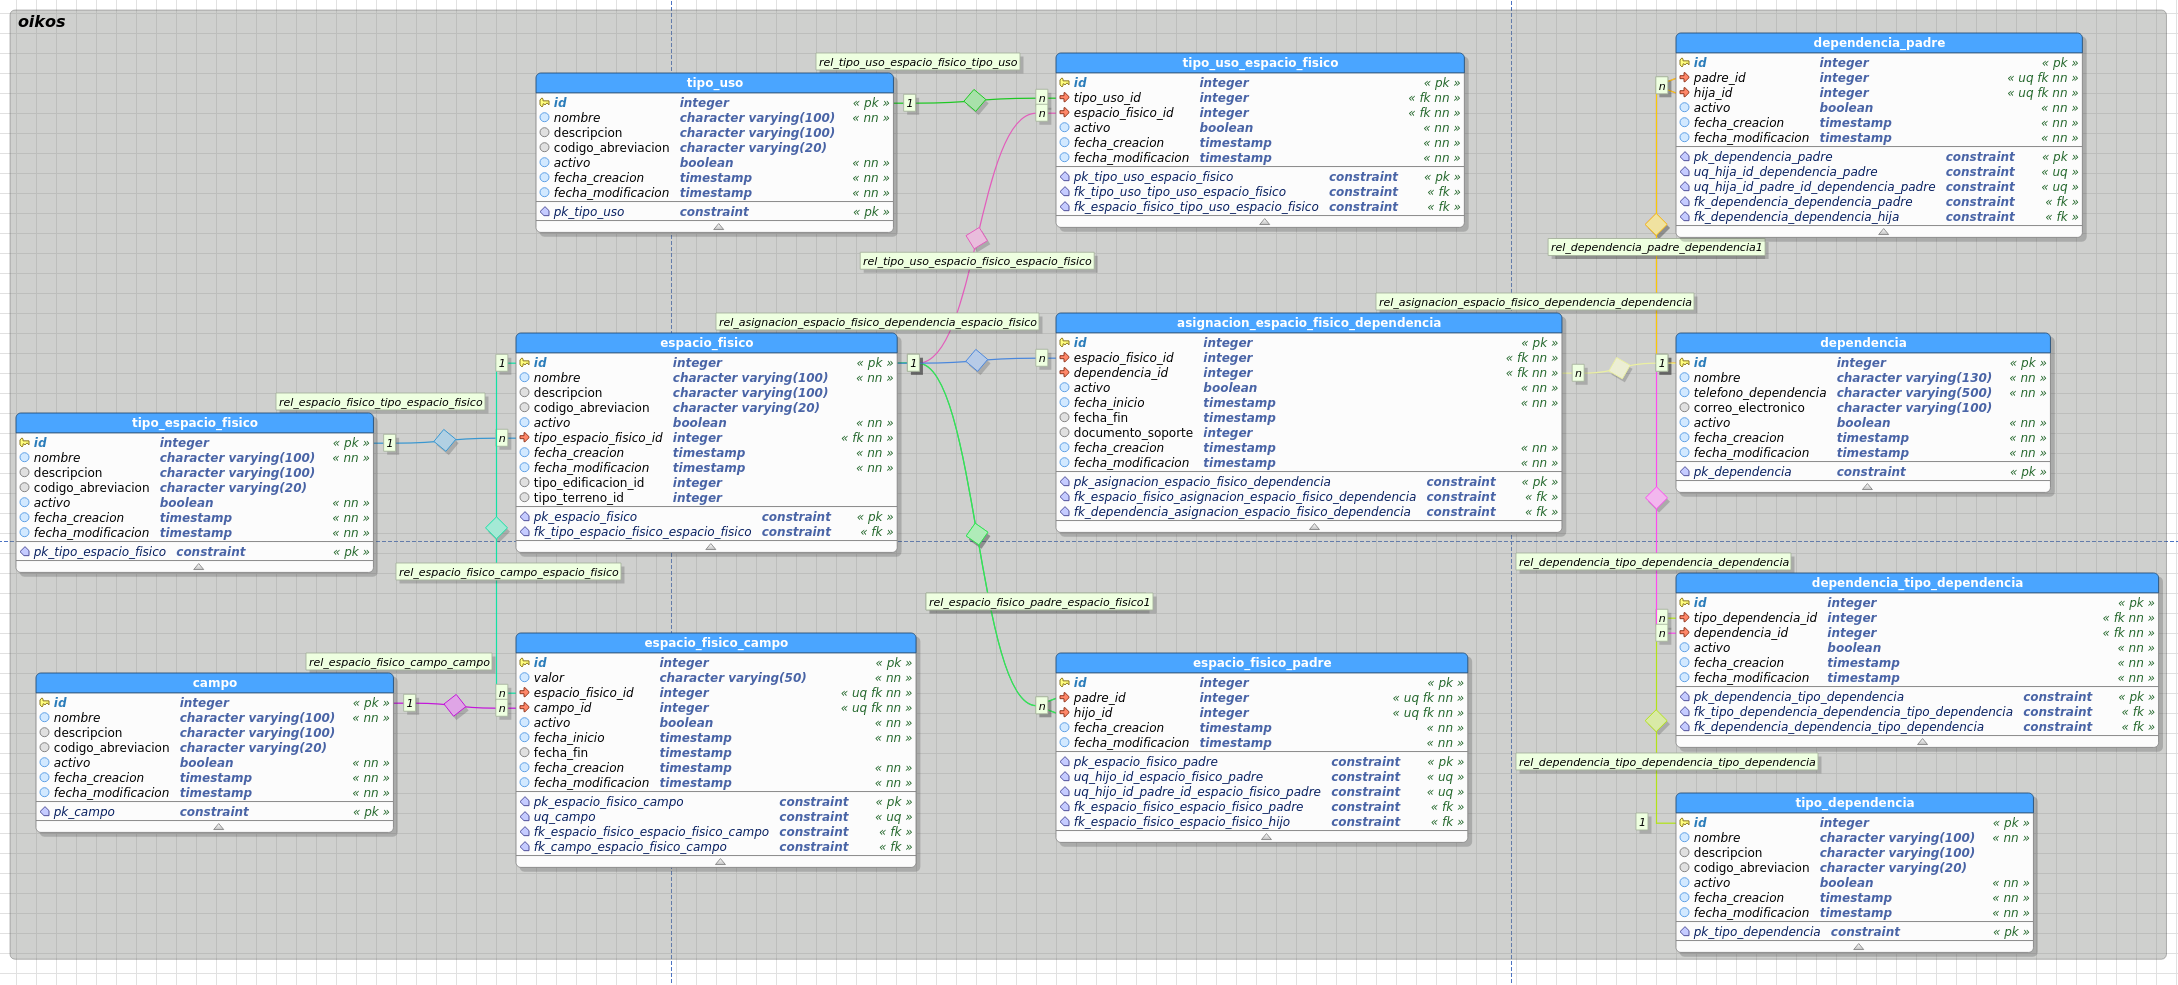 oikos
rel_tipo_uso_espacio_fisico_tipo_uso
tipo_uso
id integer « pk »
nombre character varying(100) « nn »
descripcion character varying(100)
codigo_abreviacion character varying(20)
activo boolean « nn »
fecha_creacion timestamp « nn »
fecha_modificacion timestamp « nn »
pk_tipo_uso constraint « pk »
1
n
n
tipo_uso_espacio_fisico
id integer « pk »
tipo_uso_id integer « fk nn »
espacio_fisico_id integer « fk nn »
activo boolean « nn »
fecha_creacion timestamp « nn »
fecha_modificacion timestamp « nn »
pk_tipo_uso_espacio_fisico constraint « pk »
fk_tipo_uso_tipo_uso_espacio_fisico constraint « fk »
fk_espacio_fisico_tipo_uso_espacio_fisico constraint « fk »
rel_tipo_uso_espacio_fisico_espacio_fisico
n
dependencia_padre
id integer « pk »
padre_id integer « uq fk nn »
hija_id integer « uq fk nn »
activo boolean « nn »
fecha_creacion timestamp « nn »
fecha_modificacion timestamp « nn »
pk_dependencia_padre constraint « pk »
uq_hija_id_dependencia_padre constraint « uq »
uq_hija_id_padre_id_dependencia_padre constraint « uq »
fk_dependencia_dependencia_padre constraint « fk »
fk_dependencia_dependencia_hija constraint « fk »
rel_dependencia_padre_dependencia1
rel_asignacion_espacio_fisico_dependencia_dependencia
rel_asignacion_espacio_fisico_dependencia_espacio_fisico
rel_espacio_fisico_tipo_espacio_fisico
tipo_espacio_fisico
id integer « pk »
nombre character varying(100) « nn »
descripcion character varying(100)
codigo_abreviacion character varying(20)
activo boolean « nn »
fecha_creacion timestamp « nn »
fecha_modificacion timestamp « nn »
pk_tipo_espacio_fisico constraint « pk »
1
1
n
espacio_fisico
id integer « pk »
nombre character varying(100) « nn »
descripcion character varying(100)
codigo_abreviacion character varying(20)
activo boolean « nn »
tipo_espacio_fisico_id integer « fk nn »
fecha_creacion timestamp « nn »
fecha_modificacion timestamp « nn »
tipo_edificacion_id integer
tipo_terreno_id integer
pk_espacio_fisico constraint « pk »
fk_tipo_espacio_fisico_espacio_fisico constraint « fk »
1
n
asignacion_espacio_fisico_dependencia
id integer « pk »
espacio_fisico_id integer « fk nn »
dependencia_id integer « fk nn »
activo boolean « nn »
fecha_inicio timestamp « nn »
fecha_fin timestamp
documento_soporte integer
fecha_creacion timestamp « nn »
fecha_modificacion timestamp « nn »
pk_asignacion_espacio_fisico_dependencia constraint « pk »
fk_espacio_fisico_asignacion_espacio_fisico_dependencia constraint « fk »
fk_dependencia_asignacion_espacio_fisico_dependencia constraint « fk »
n
1
dependencia
id integer « pk »
nombre character varying(130) « nn »
telefono_dependencia character varying(500) « nn »
correo_electronico character varying(100)
activo boolean « nn »
fecha_creacion timestamp « nn »
fecha_modificacion timestamp « nn »
pk_dependencia constraint « pk »
rel_espacio_fisico_campo_espacio_fisico
rel_espacio_fisico_padre_espacio_fisico1
rel_dependencia_tipo_dependencia_dependencia
rel_espacio_fisico_campo_campo
campo
id integer « pk »
nombre character varying(100) « nn »
descripcion character varying(100)
codigo_abreviacion character varying(20)
activo boolean « nn »
fecha_creacion timestamp « nn »
fecha_modificacion timestamp « nn »
pk_campo constraint « pk »
1
n
n
espacio_fisico_campo
id integer « pk »
valor character varying(50) « nn »
espacio_fisico_id integer « uq fk nn »
campo_id integer « uq fk nn »
activo boolean « nn »
fecha_inicio timestamp « nn »
fecha_fin timestamp
fecha_creacion timestamp « nn »
fecha_modificacion timestamp « nn »
pk_espacio_fisico_campo constraint « pk »
uq_campo constraint « uq »
fk_espacio_fisico_espacio_fisico_campo constraint « fk »
fk_campo_espacio_fisico_campo constraint « fk »
n
espacio_fisico_padre
id integer « pk »
padre_id integer « uq fk nn »
hijo_id integer « uq fk nn »
fecha_creacion timestamp « nn »
fecha_modificacion timestamp « nn »
pk_espacio_fisico_padre constraint « pk »
uq_hijo_id_espacio_fisico_padre constraint « uq »
uq_hijo_id_padre_id_espacio_fisico_padre constraint « uq »
fk_espacio_fisico_espacio_fisico_padre constraint « fk »
fk_espacio_fisico_espacio_fisico_hijo constraint « fk »
n
n
dependencia_tipo_dependencia
id integer « pk »
tipo_dependencia_id integer « fk nn »
dependencia_id integer « fk nn »
activo boolean « nn »
fecha_creacion timestamp « nn »
fecha_modificacion timestamp « nn »
pk_dependencia_tipo_dependencia constraint « pk »
fk_tipo_dependencia_dependencia_tipo_dependencia constraint « fk »
fk_dependencia_dependencia_tipo_dependencia constraint « fk »
rel_dependencia_tipo_dependencia_tipo_dependencia
1
tipo_dependencia
id integer « pk »
nombre character varying(100) « nn »
descripcion character varying(100)
codigo_abreviacion character varying(20)
activo boolean « nn »
fecha_creacion timestamp « nn »
fecha_modificacion timestamp « nn »
pk_tipo_dependencia constraint « pk »